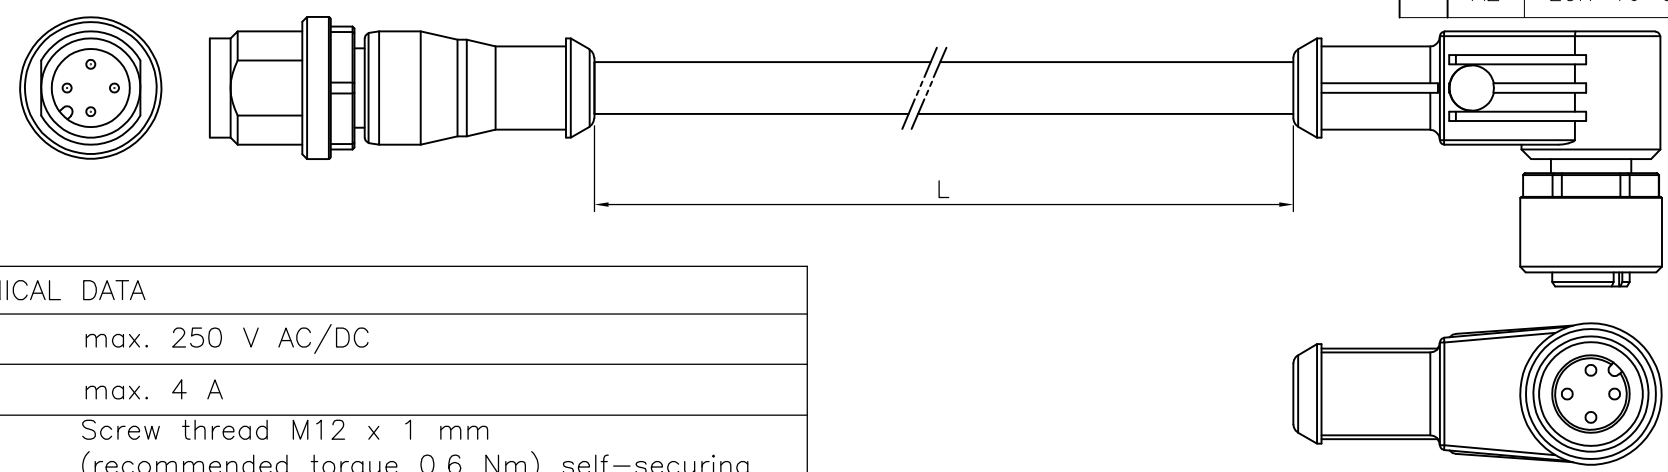 L
DATA
max. 250 V AC/DC
max. 4 A
Screw thread M12 x 1 mm
(recommended torque 0.6 Nm) self-securing